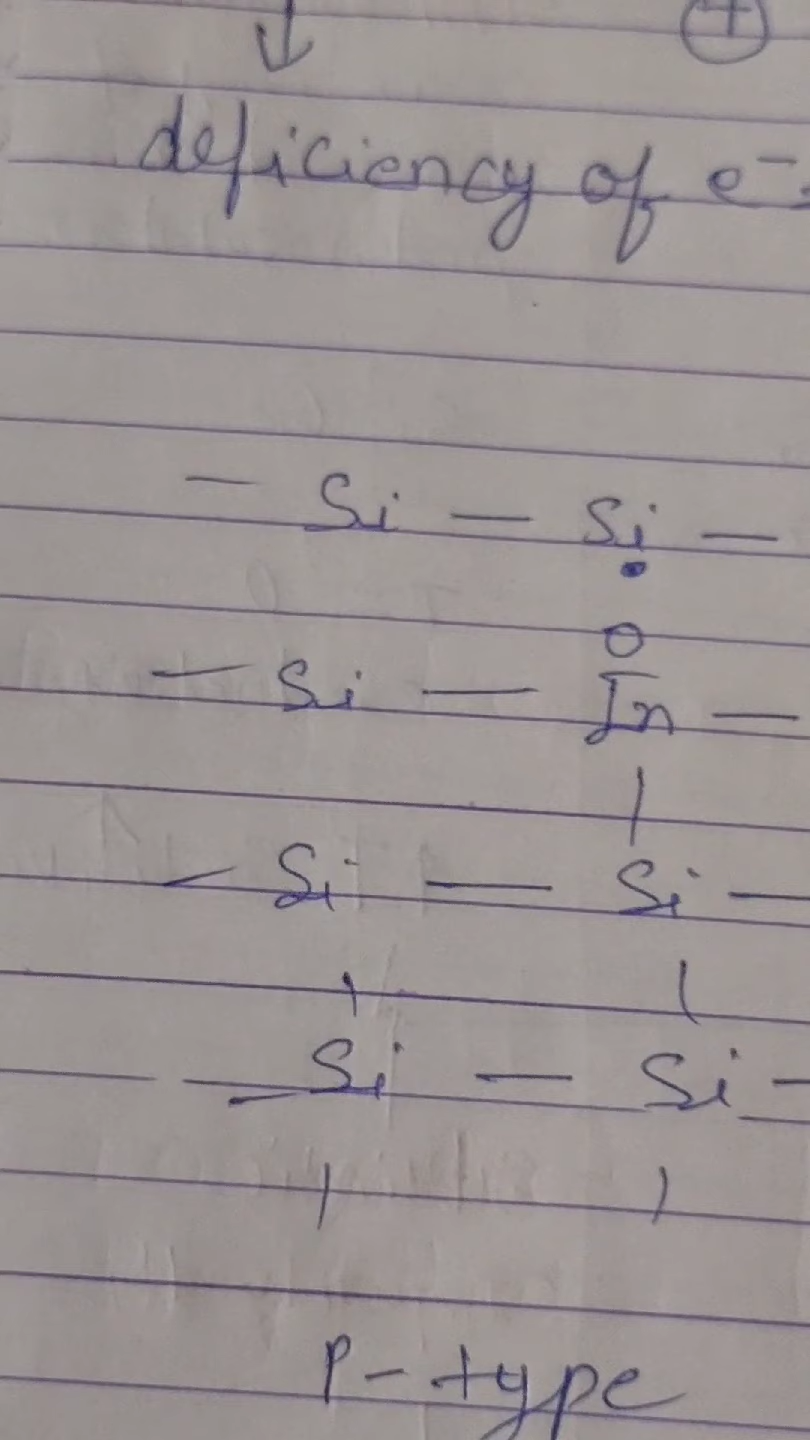 +
deficiency of e⁻s
— Si — Si —
— Si — In —
— Si — Si —
— Si — Si —
P-type